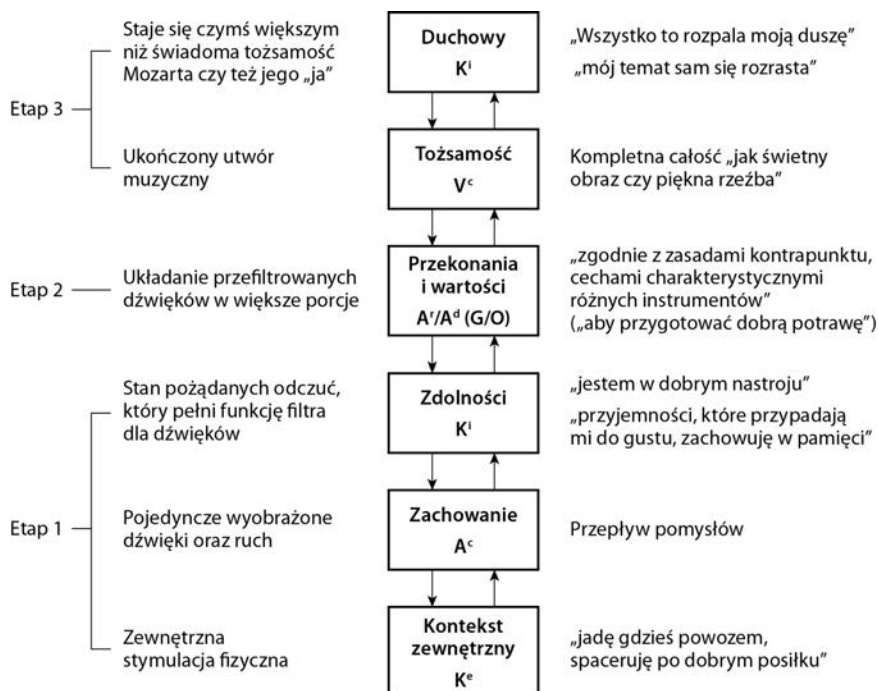 Staje się czymś większym
niż świadoma tożsamość
Mozarta czy też jego „ja”
Duchowy
Kⁱ
„Wszystko to rozpala moją duszę”
„mój temat sam się rozrasta”
Etap 3
Ukończony utwór
muzyczny
Tożsamość
Vᶜ
Kompletna całość „jak świetny
obraz czy piękna rzeźba”
Etap 2
Układanie przefiltrowanych
dźwięków w większe porcje
Przekonania
i wartości
Aʳ/Aᵈ (G/O)
„zgodnie z zasadami kontrapunktu,
cechami charakterystycznymi
różnych instrumentów”
(„aby przygotować dobrą potrawę”)
Stan pożądanych odczuć,
który pełni funkcję filtra
dla dźwięków
Zdolności
Kⁱ
„jestem w dobrym nastroju”
„przyjemności, które przypadają
mi do gustu, zachowuję w pamięci”
Etap 1
Pojedyncze wyobrażone
dźwięki oraz ruch
Zachowanie
Aᶜ
Przepływ pomysłów
Zewnętrzna
stymulacja fizyczna
Kontekst
zewnętrzny
Kᵉ
„jadę gdzieś powozem,
spaceruję po dobrym posiłku”